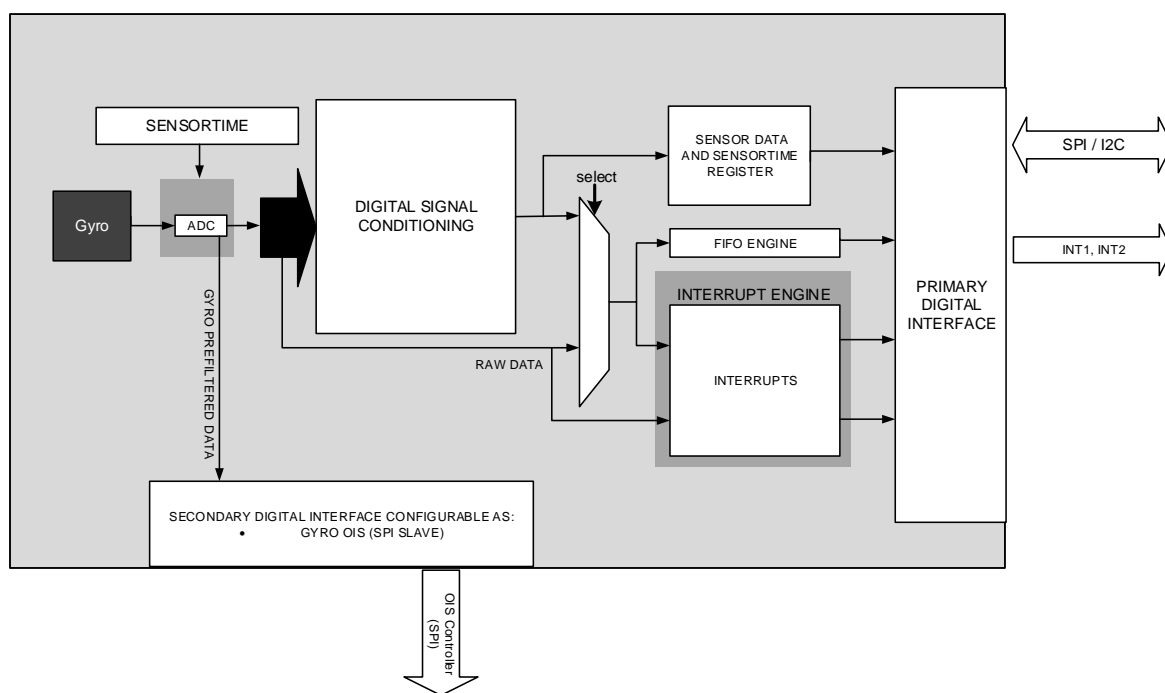 SENSORTIME
Gyro
ADC
DIGITAL SIGNAL
CONDITIONING
SENSOR DATA
AND SENSORTIME
REGISTER
select
FIFO ENGINE
INTERRUPT ENGINE
INTERRUPTS
RAW DATA
GYRO PREFILTERED DATA
PRIMARY
DIGITAL
INTERFACE
SPI / I2C
INT1, INT2
SECONDARY DIGITAL INTERFACE CONFIGURABLE AS:
• GYRO OIS (SPI SLAVE)
OIS Controller
(SPI)